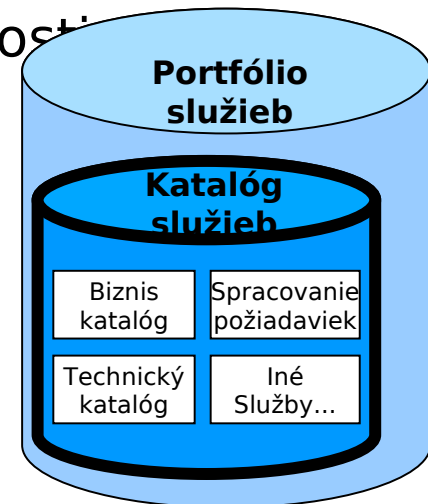 Portfólio
služieb
Katalóg
služieb
Biznis
katalóg
Spracovanie
požiadaviek
Technický
katalóg
Iné
Služby...